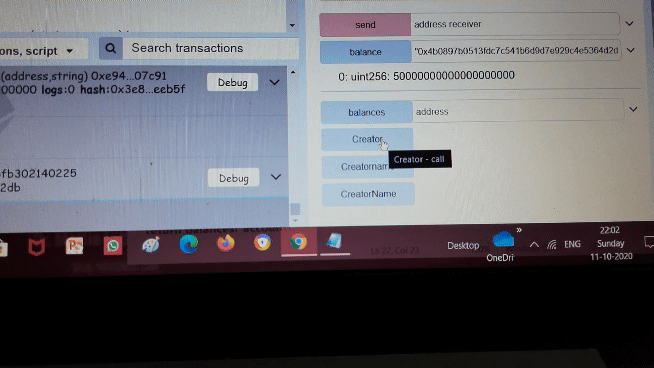 send address receiver
ons, script Search transactions
balance "0x4b0897b0513fdc7c541b6d9d7e929c4e5364d2d
0: uint256: 50000000000000000000
(address,string) 0xe94...07c91
00000 logs:0 hash:0x3e8...eeb5f
Debug
balances address
Creator
Creator - call
Creatornam
CreatorName
fb302140225
2db
Debug
Desktop
»
OneDri
ENG
22:02
Sunday
11-10-2020